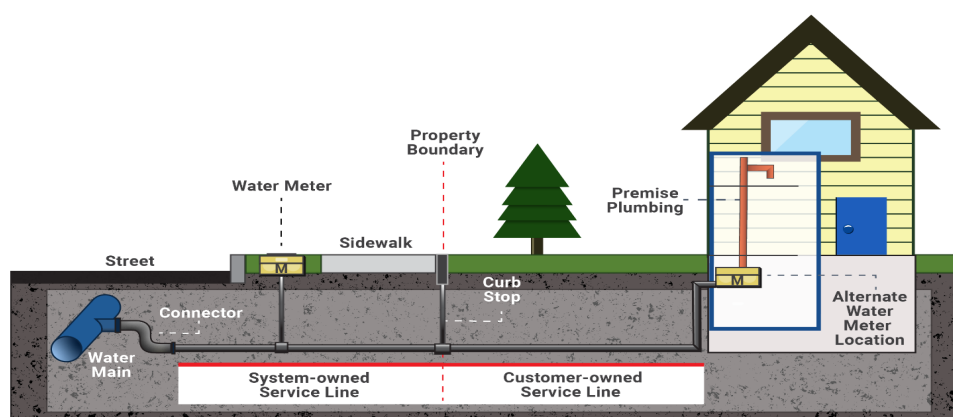 Property
Boundary
Water Meter
Sidewalk
Street
Premise
Plumbing
M
Curb
Stop
M
Connector
Alternate
Water
Meter
Location
Water
Main
System-owned
Service Line
Customer-owned
Service Line